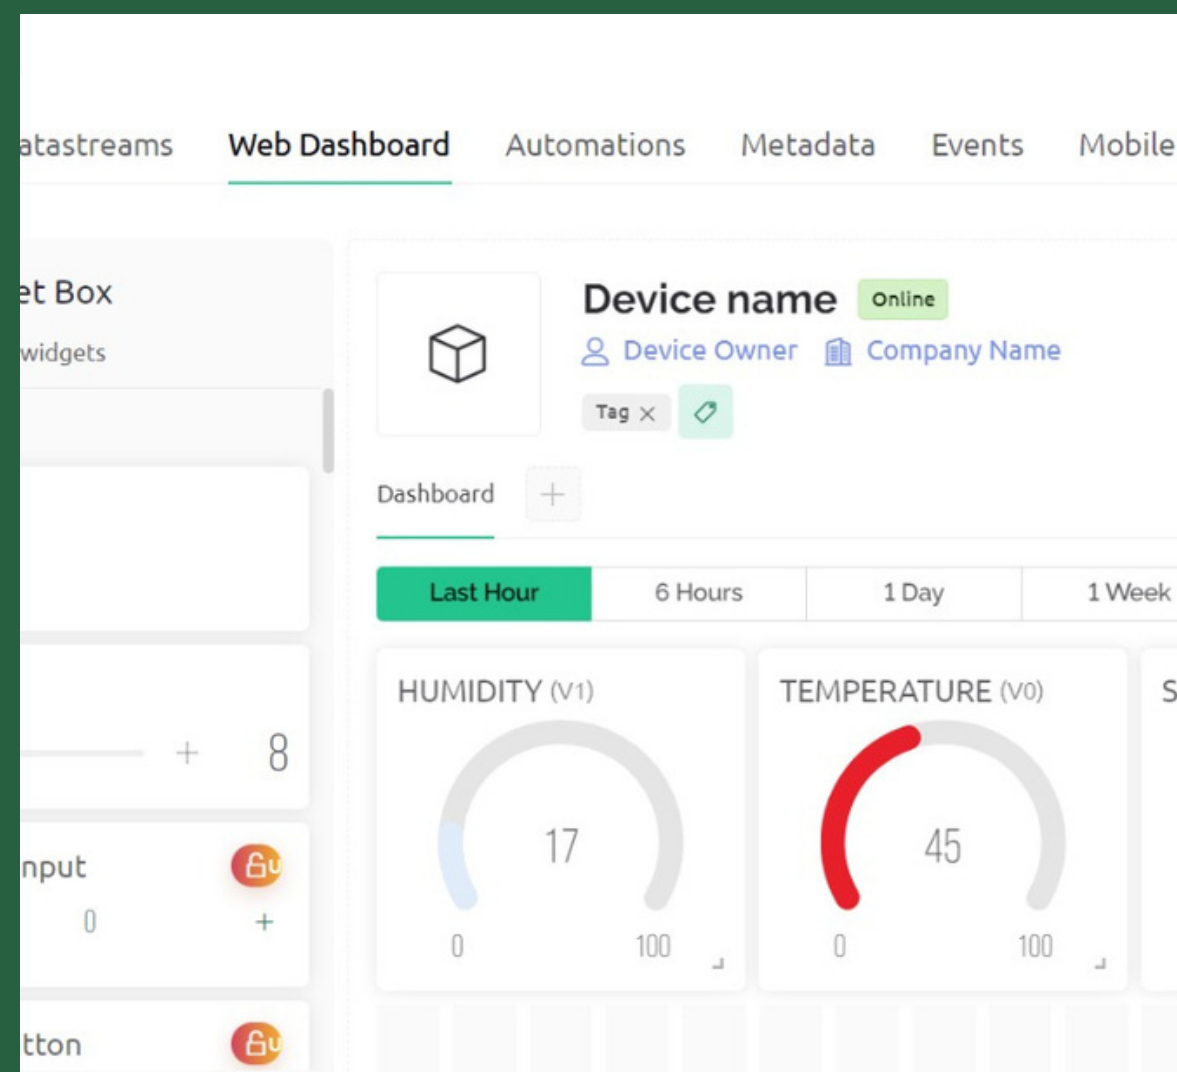 atastreams Web Dashboard Automations Metadata Events Mobile
et Box
widgets
8
nput
0 +
tton
Device name Online
Device Owner Company Name
Tag
Dashboard +
Last Hour 6 Hours 1 Day 1 Week
HUMIDITY (V1)
17
0 100
TEMPERATURE (V0)
45
0 100
S